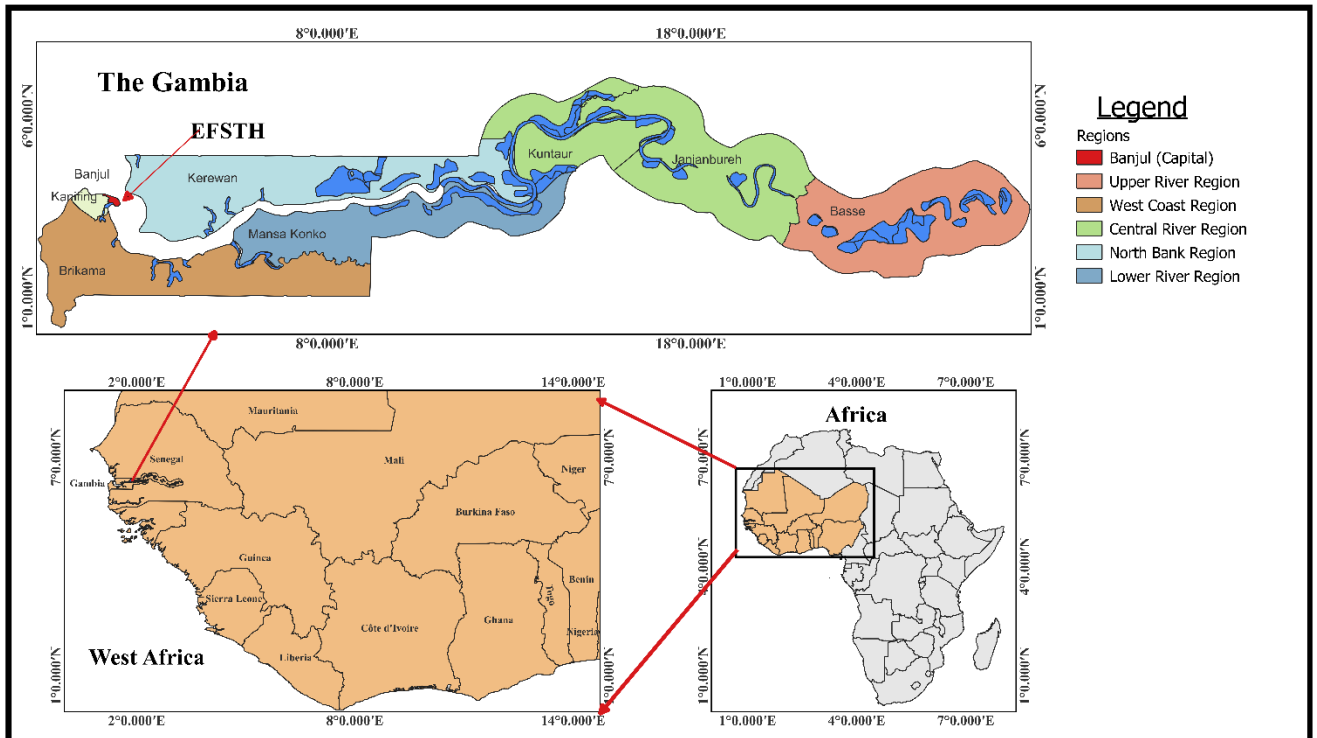 8°0.000'E 18°0.000'E
The Gambia
EFSTH
6°0.000'N
6°0.000'N
Banjul
Kanifing
Kerewan
Kuntaur
Janjanbureh
Basse
Mansa Konko
Brikama
1°0.000'N
1°0.000'N
8°0.000'E 18°0.000'E
Legend
Regions
Banjul (Capital)
Upper River Region
West Coast Region
Central River Region
North Bank Region
Lower River Region
2°0.000'E 8°0.000'E 14°0.000'E
Mauritania
7°0.000'N
7°0.000'N
Senegal
Mali
Niger
Gambia
Burkina Faso
Guinea
Benin
Sierra Leone
Togo
Ghana
Côte d'Ivoire
Nigeria
Liberia
West Africa
1°0.000'N
1°0.000'N
2°0.000'E 8°0.000'E 14°0.000'E
1°0.000'E 4°0.000'E 7°0.000'E
Africa
7°0.000'N
7°0.000'N
4°0.000'N
4°0.000'N
1°0.000'N
1°0.000'N
1°0.000'E 4°0.000'E 7°0.000'E